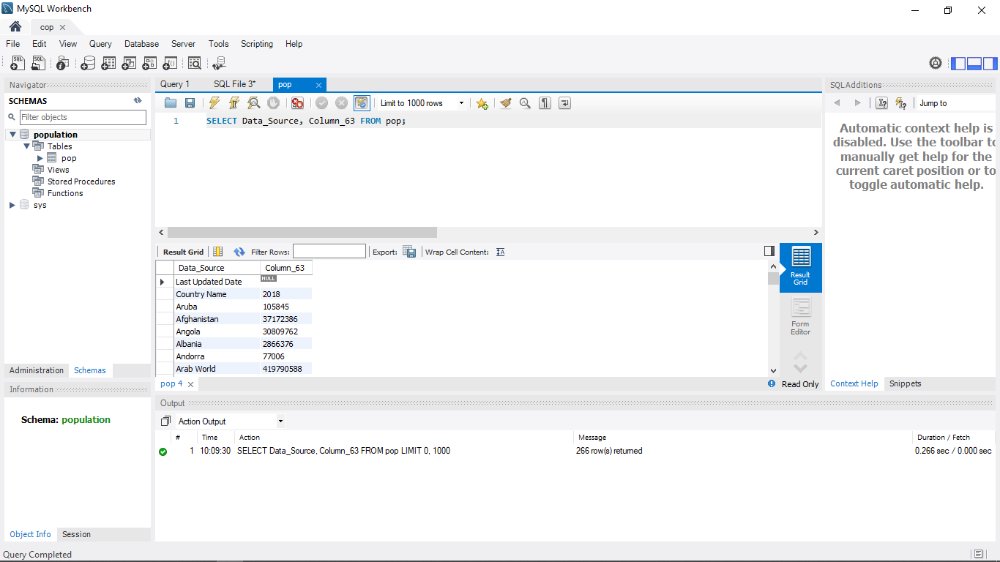 MySQL Workbench
cop
File Edit View Query Database Server Tools Scripting Help
Navigator
SCHEMAS
Filter objects
population
Tables
pop
Views
Stored Procedures
Functions
sys
Administration Schemas
Information
Schema: population
Object Info Session
Query 1 SQL File 3* pop
Limit to 1000 rows
1 SELECT Data_Source, Column_63 FROM pop;
Result Grid Filter Rows: Export: Wrap Cell Content:
Data_Source Column_63
Last Updated Date NULL
Country Name 2018
Aruba 105845
Afghanistan 37172386
Angola 30809762
Albania 2866376
Andorra 77006
Arab World 419790588
Result
Grid
Form
Editor
pop 4 Read Only
SQLAdditions
Jump to
Automatic context help is
disabled. Use the toolbar to
manually get help for the
current caret position or to
toggle automatic help.
Context Help Snippets
Output
Action Output
# Time Action Message Duration / Fetch
1 10:09:30 SELECT Data_Source, Column_63 FROM pop LIMIT 0, 1000 266 row(s) returned 0.266 sec / 0.000 sec
Query Completed